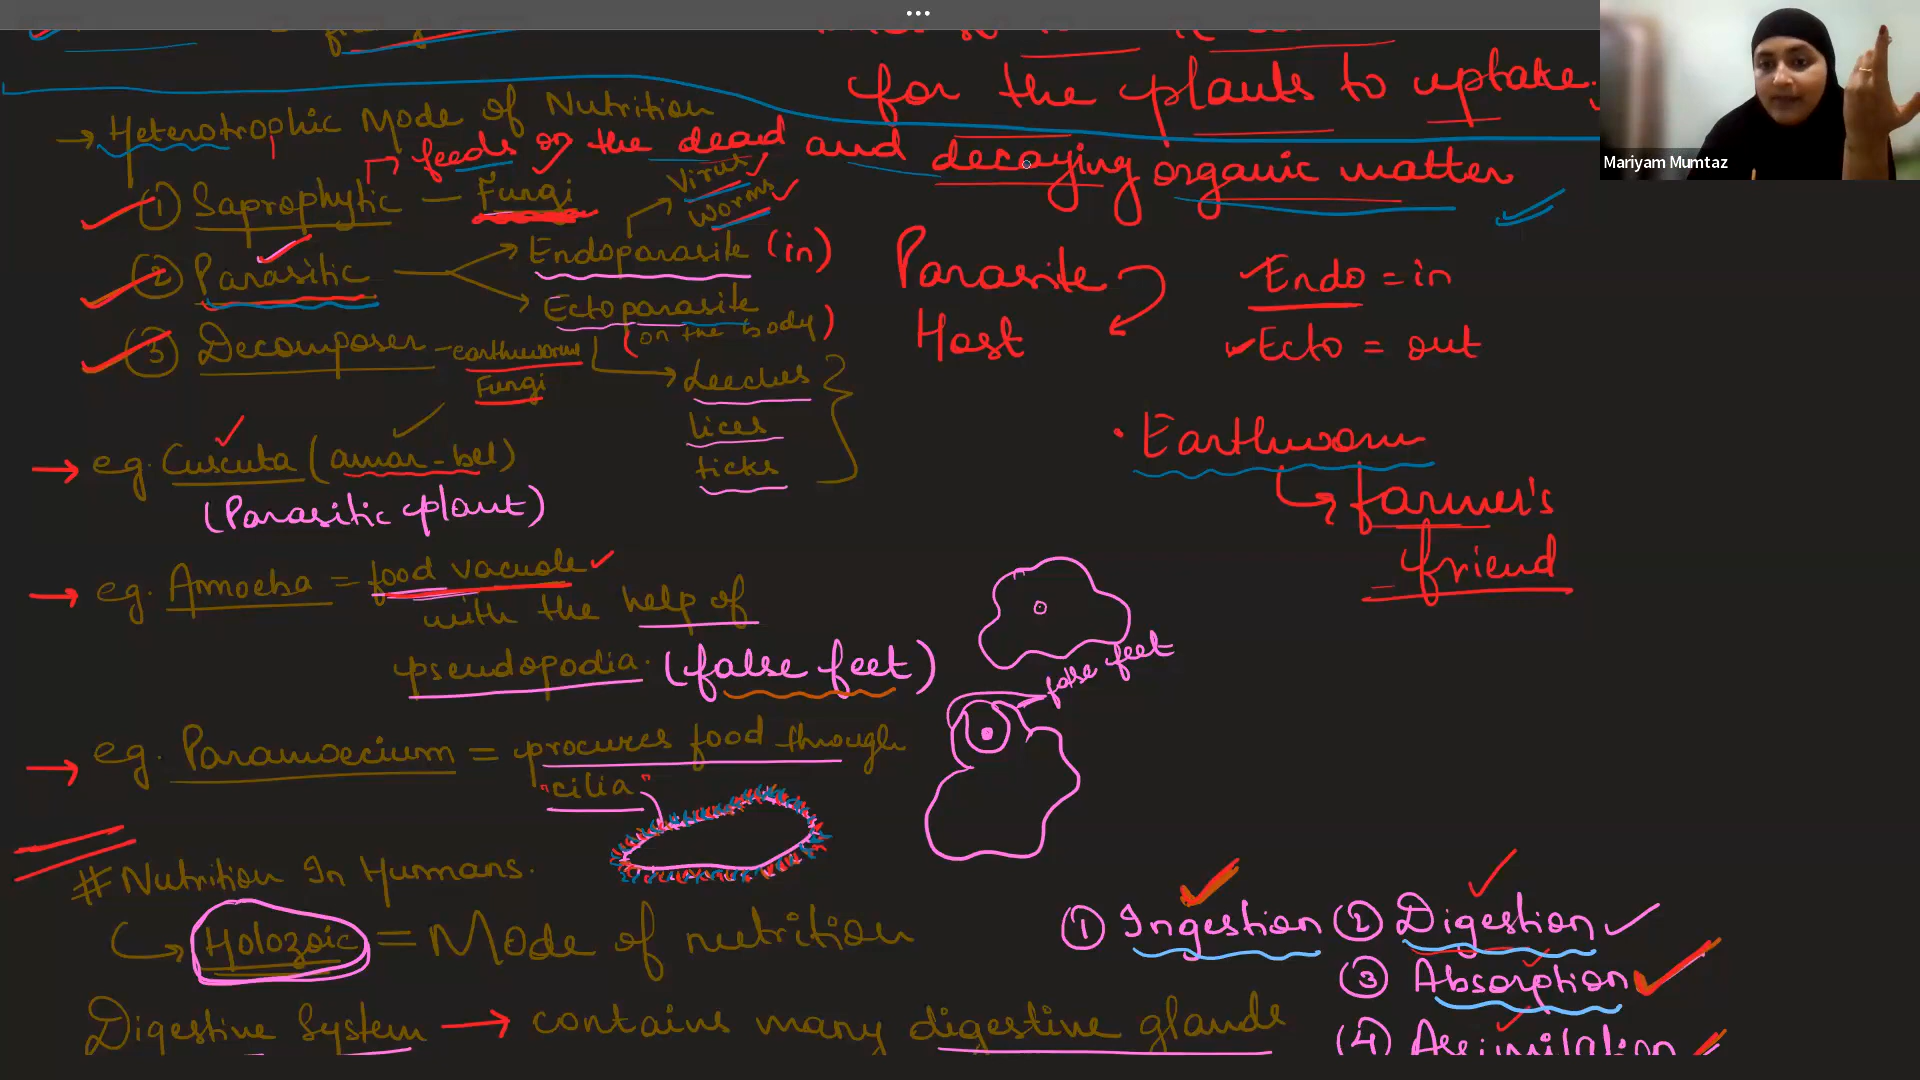 for the plants to uptake.
→ Heterotrophic Mode of Nutrition
feeds on the dead and decaying organic matter
① Saprophytic — Fungi
Virus
Worms
② Parasitic
Endoparasite (in)
Ectoparasite
(on the body)
③ Decomposer - earthworms
Fungi
Leeches
lices
ticks
Parasite
Host
Endo = in
Ecto = out
• Earthworm
farmer's
friend
→ eg. Cuscuta (amar-bel)
(Parasitic plant)
→ eg. Amoeba = food vacuole
with the help of
pseudopodia. (false feet)
false feet
→ eg. Paramoecium = procures food through
"cilia"
# Nutrition In Humans.
Holozoic = Mode of nutrition
Digestive System → contains many digestive glands
① Ingestion ② Digestion
③ Absorption
(4) Assimilation
Mariyam Mumtaz